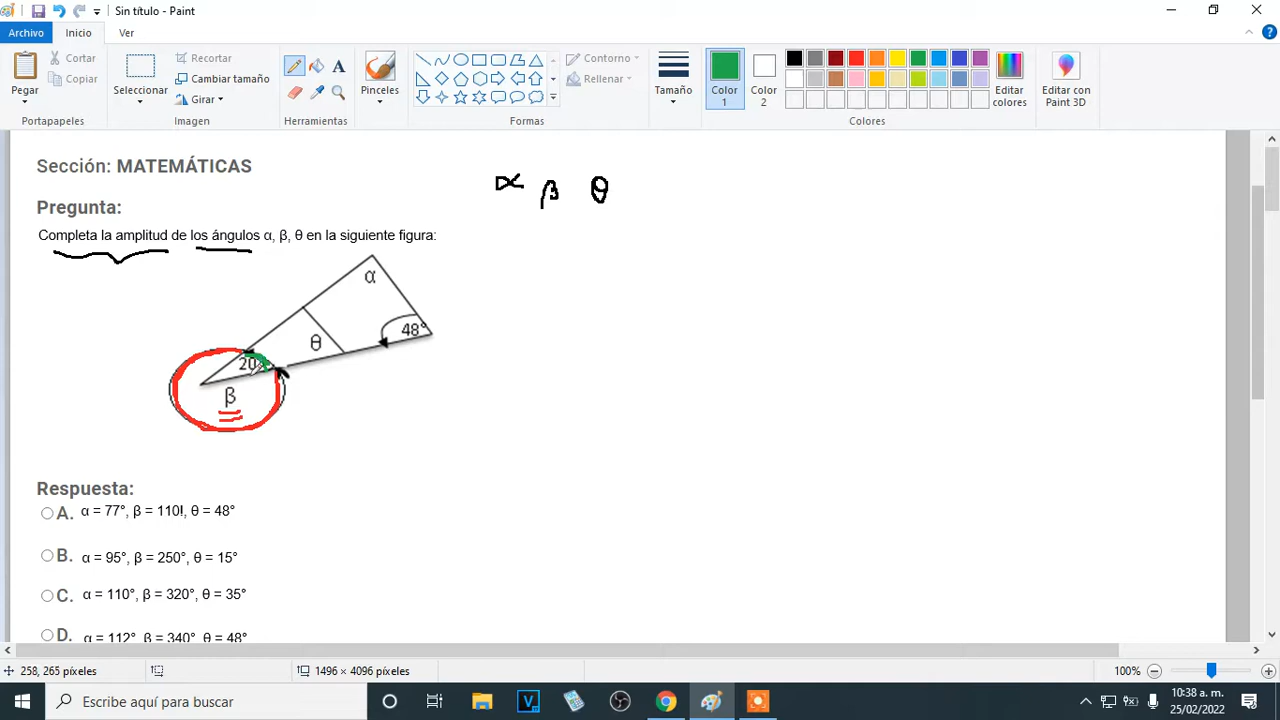 Sin título - Paint
Archivo Inicio Ver
Pegar Cortar Copiar
Portapapeles
Seleccionar Recortar Cambiar tamaño Girar
Imagen
A
Herramientas
Pinceles
Contorno
Rellenar
Formas
Tamaño
Color 1
Color 2
Editar colores
Colores
Editar con Paint 3D
Sección: MATEMÁTICAS
∝ β θ
Pregunta:
Completa la amplitud de los ángulos α, β, θ en la siguiente figura:
α
48°
θ
20
β
Respuesta:
A. α = 77°, β = 110l, θ = 48°
B. α = 95°, β = 250°, θ = 15°
C. α = 110°, β = 320°, θ = 35°
D. α = 112°, β = 340°, θ = 48°
258, 265 píxeles 1496 × 4096 píxeles 100%
Escribe aquí para buscar
V
10:38 a. m.
25/02/2022